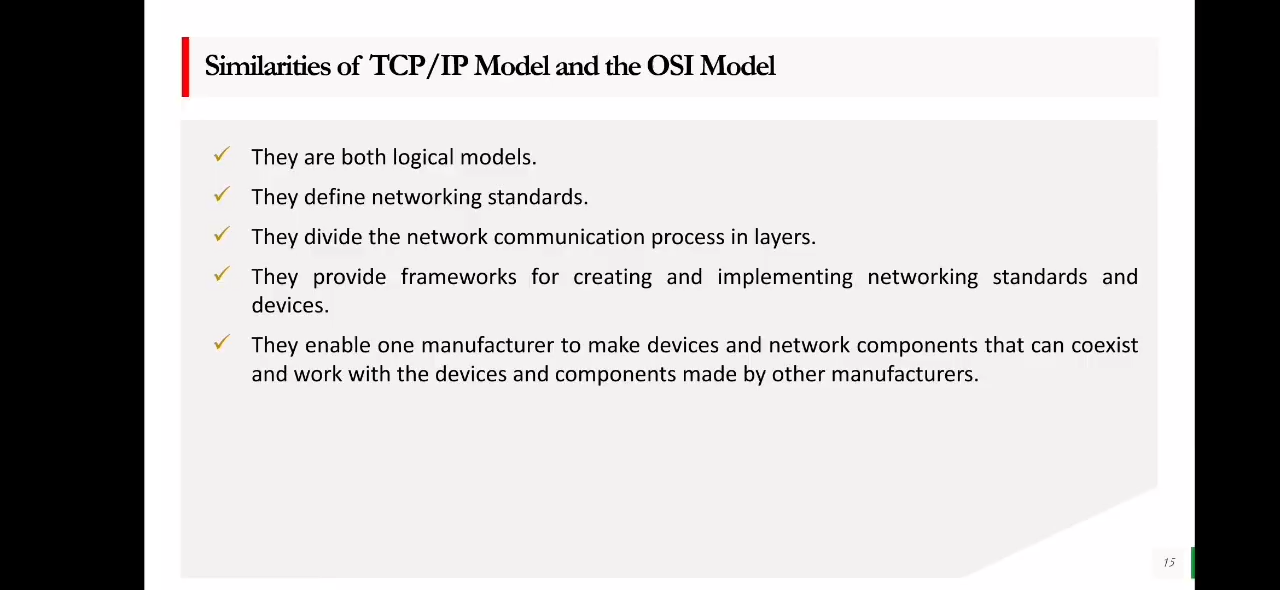 Similarities of TCP/IP Model and the OSI Model
✓ They are both logical models.
✓ They define networking standards.
✓ They divide the network communication process in layers.
✓ They provide frameworks for creating and implementing networking standards and
devices.
✓ They enable one manufacturer to make devices and network components that can coexist
and work with the devices and components made by other manufacturers.
15